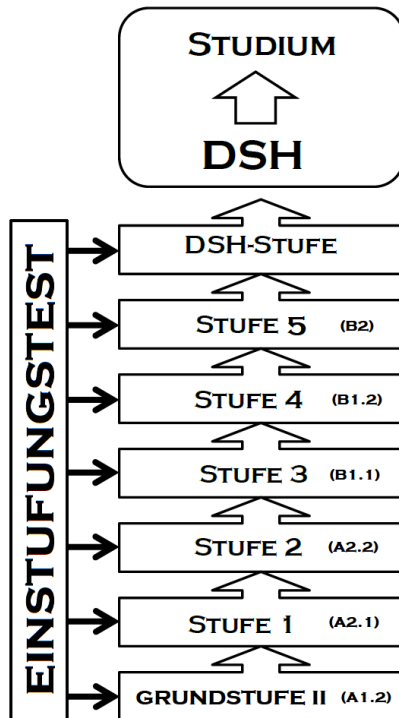 STUDIUM
DSH
EINSTUFUNGSTEST
DSH-STUFE
STUFE 5 (B2)
STUFE 4 (B1.2)
STUFE 3 (B1.1)
STUFE 2 (A2.2)
STUFE 1 (A2.1)
GRUNDSTUFE II (A1.2)